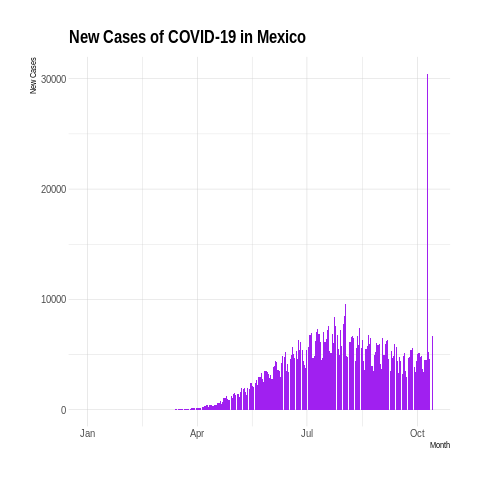 New Cases of COVID-19 in Mexico
New Cases
30000
20000
10000
0
Jan Apr Jul Oct
Month